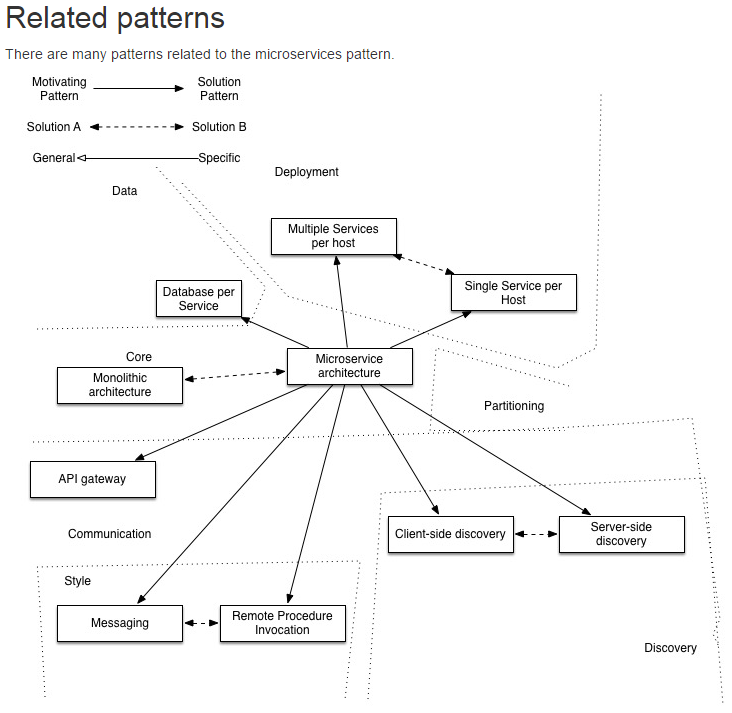 Related patterns
There are many patterns related to the microservices pattern.
Motivating
Pattern
Solution
Pattern
Solution A
Solution B
General
Specific
Data
Deployment
Multiple Services
per host
Database per
Service
Single Service per
Host
Core
Microservice
architecture
Monolithic
architecture
Partitioning
API gateway
Communication
Client-side discovery
Server-side
discovery
Style
Messaging
Remote Procedure
Invocation
Discovery